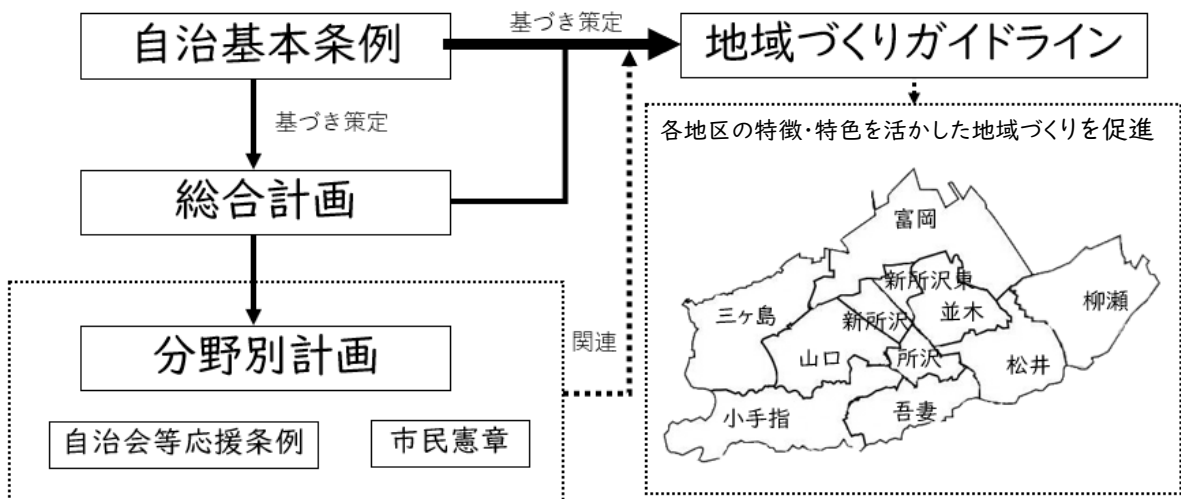 自治基本条例
基づき策定
地域づくりガイドライン
基づき策定
総合計画
分野別計画
自治会等応援条例
市民憲章
関連
各地区の特徴・特色を活かした地域づくりを促進
富岡
新所沢東
柳瀬
三ヶ島
新所沢
並木
山口
所沢
松井
小手指
吾妻